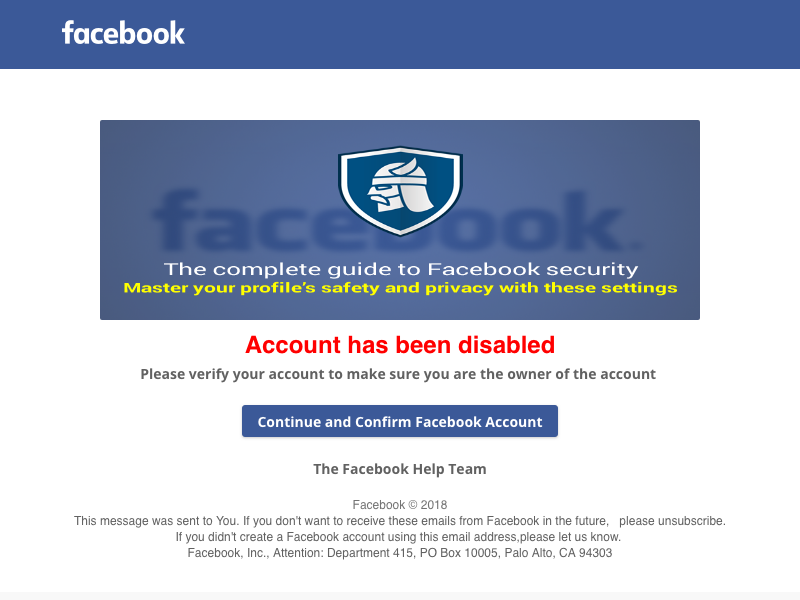 facebook
facebook.
The complete guide to Facebook security
Master your profile's safety and privacy with these settings
Account has been disabled
Please verify your account to make sure you are the owner of the account
Continue and Confirm Facebook Account
The Facebook Help Team
Facebook © 2018
This message was sent to You. If you don't want to receive these emails from Facebook in the future,   please unsubscribe.
If you didn't create a Facebook account using this email address,please let us know.
Facebook, Inc., Attention: Department 415, PO Box 10005, Palo Alto, CA 94303